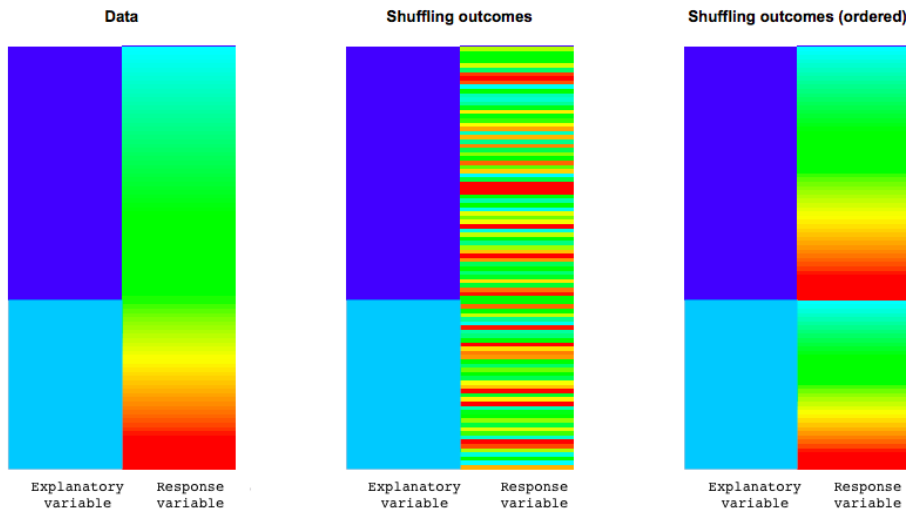 Data
Shuffling outcomes
Shuffling outcomes (ordered)
Explanatory variable
Response variable
Explanatory variable
Response variable
Explanatory variable
Response variable